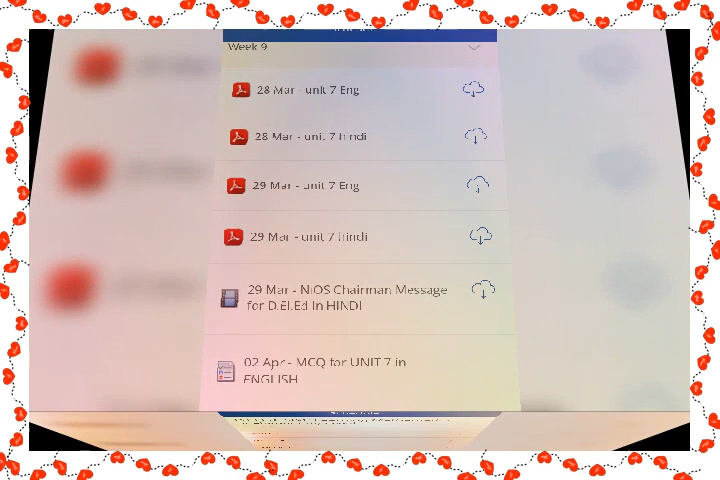 Week 9
28 Mar - unit 7 Eng
28 Mar - unit 7 hindi
29 Mar - unit 7 Eng
29 Mar - unit 7 hindi
29 Mar - NIOS Chairman Message
for D.El.Ed in HINDI
02 Apr - MCQ for UNIT 7 in
ENGLISH